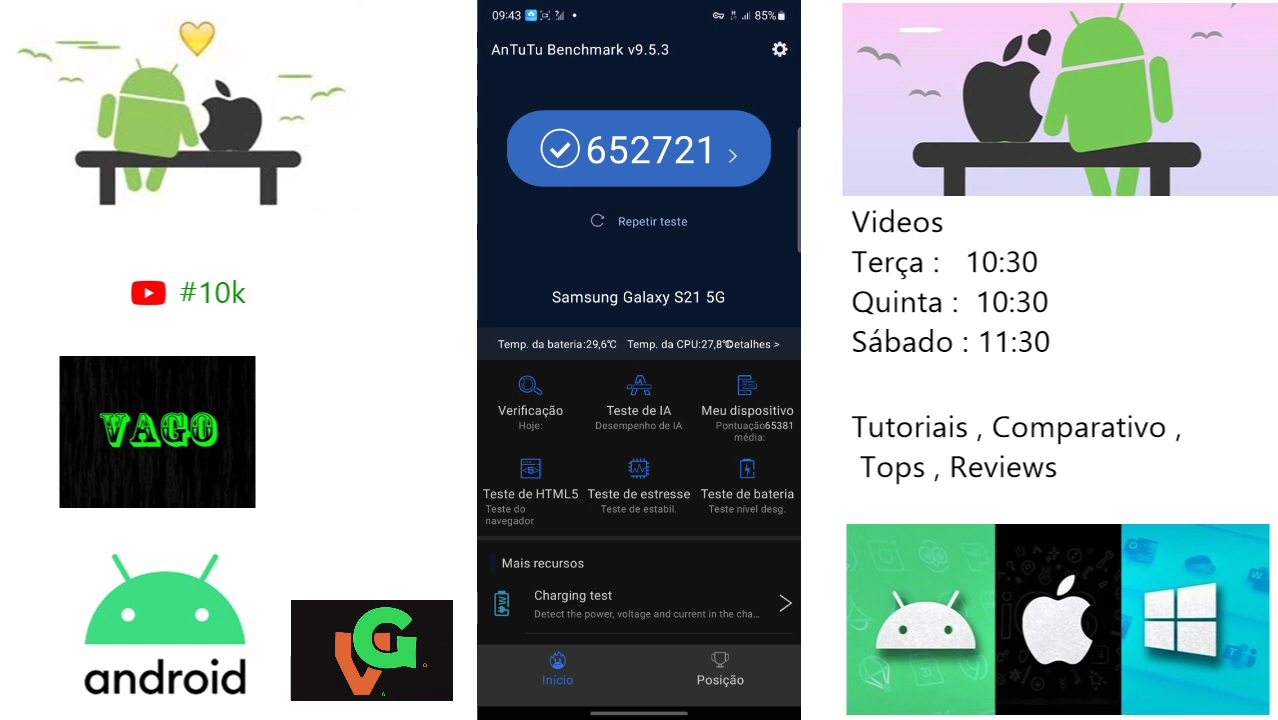 #10k
VAGO
android
VG
09:43
85%
AnTuTu Benchmark v9.5.3
652721 >
Repetir teste
Samsung Galaxy S21 5G
Temp. da bateria:29,6℃ Temp. da CPU:27,8℃ Detalhes >
Verificação
Hoje:
Teste de IA
Desempenho de IA
Meu dispositivo
Pontuação65381
média:
Teste de HTML5
Teste do
navegador
Teste de estresse
Teste de estabil.
Teste de bateria
Teste nível desg.
Mais recursos
Charging test
Detect the power, voltage and current in the cha...
Início
Posição
Videos
Terça : 10:30
Quinta : 10:30
Sábado : 11:30
Tutoriais , Comparativo ,
Tops , Reviews